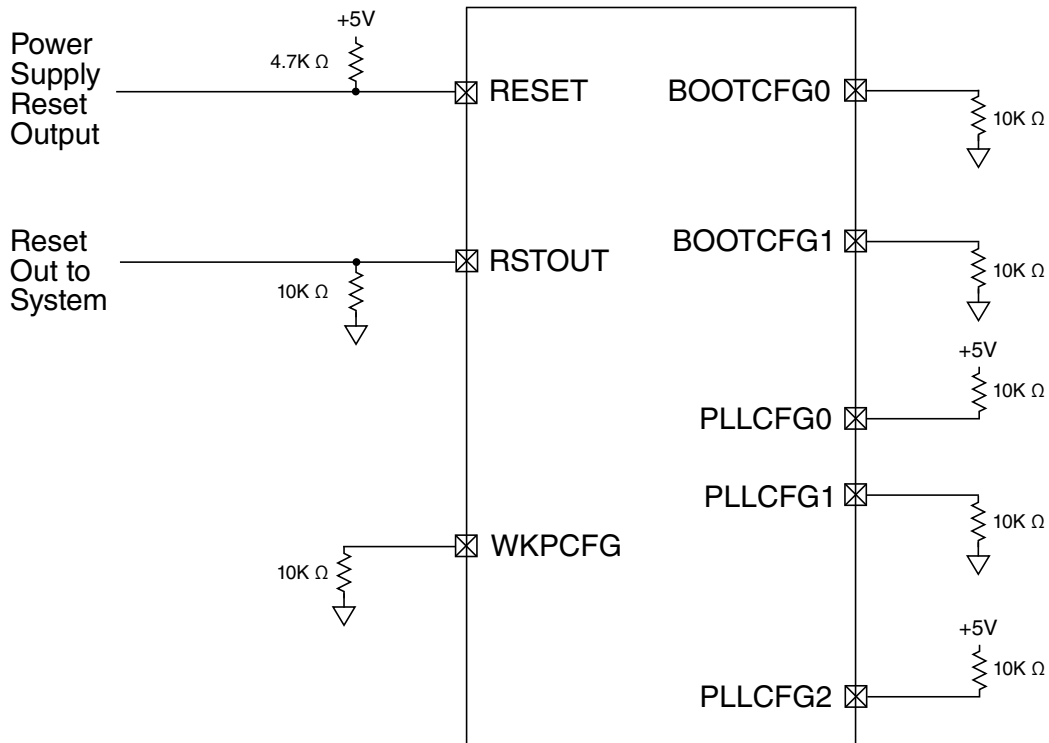 +5V
Power
Supply
Reset
Output
4.7K Ω
RESET
BOOTCFG0
10K Ω
Reset
Out to
System
RSTOUT
10K Ω
BOOTCFG1
10K Ω
+5V
10K Ω
PLLCFG0
PLLCFG1
10K Ω
WKPCFG
10K Ω
+5V
10K Ω
PLLCFG2